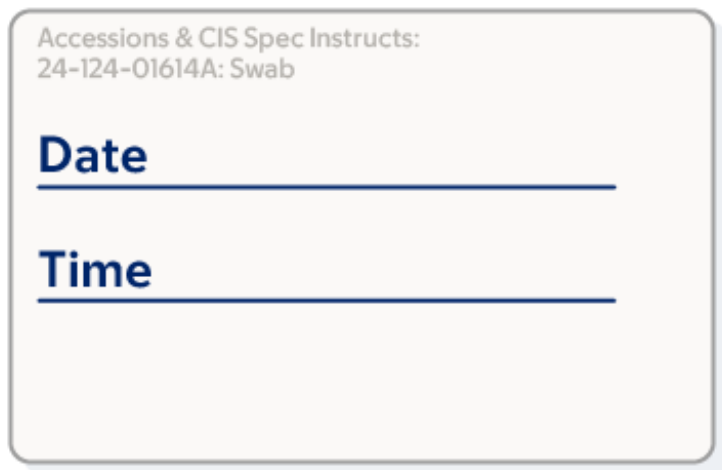 Accessions & CIS Spec Instructs:
24-124-01614A: Swab
Date
Time